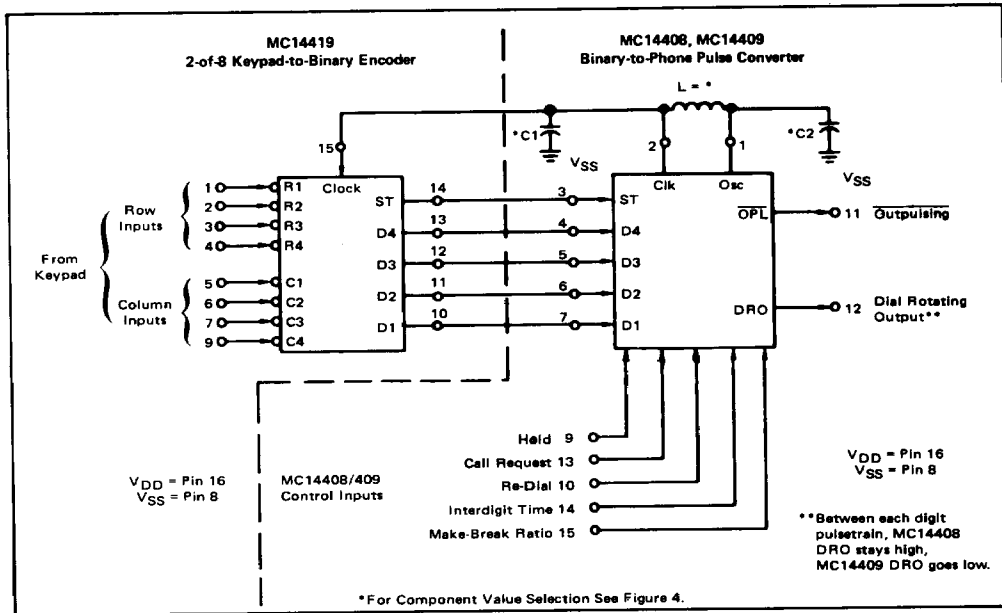 MC14419
2-of-8 Keypad-to-Binary Encoder
MC14408, MC14409
Binary-to-Phone Pulse Converter
L = *
*C1
*C2
15
VSS
2
1
VSS
Clock
Clk
Osc
From
Keypad
Row
Inputs
1
2
3
4
R1
R2
R3
R4
Column
Inputs
5
6
7
9
C1
C2
C3
C4
ST
D4
D3
D2
D1
14
13
12
11
10
3
4
5
6
7
ST
D4
D3
D2
D1
OPL
11 Outpulsing
DRO
12 Dial Rotating
Output**
Hold 9
Call Request 13
Re-Dial 10
Interdigit Time 14
Make-Break Ratio 15
VDD = Pin 16
VSS = Pin 8
MC14408/409
Control Inputs
VDD = Pin 16
VSS = Pin 8
**Between each digit
pulsetrain, MC14408
DRO stays high,
MC14409 DRO goes low.
*For Component Value Selection See Figure 4.